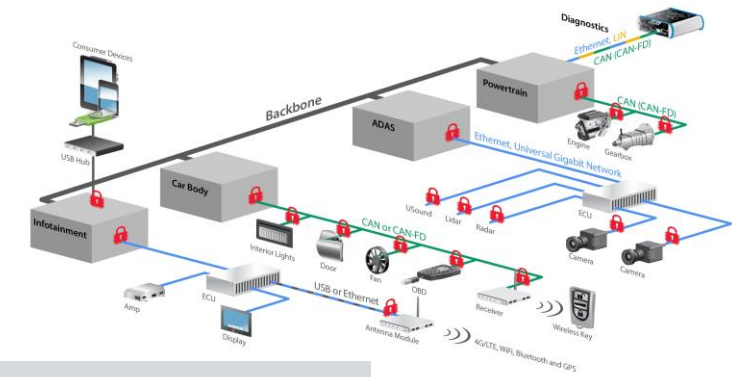 Diagnostics
Ethernet, LIN
CAN (CAN-FD)
Consumer Devices
Powertrain
CAN (CAN-FD)
Backbone
ADAS
Engine
Gearbox
USB Hub
Ethernet, Universal Gigabit Network
Car Body
USound
Lidar
Radar
ECU
Infotainment
CAN or CAN-FD
Interior Lights
Door
Fan
OBD
Camera
Camera
USB or Ethernet
ECU
Amp
Display
Receiver
Wireless Key
Antenna Module
4G/LTE, WiFi, Bluetooth and GPS